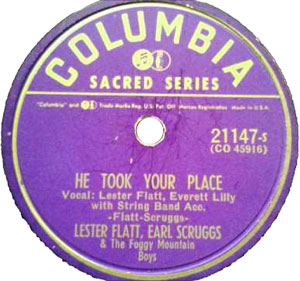 COLUMBIA
SACRED SERIES
"Columbia" and Trade Marks Reg. U.S. Pat. Off. Marcas Registradas Made in U.S.A.
21147-s
(CO 45916)
HE TOOK YOUR PLACE
Vocal: Lester Flatt, Everett Lilly
with String Band Acc.
-Flatt-Scruggs-
LESTER FLATT, EARL SCRUGGS
& The Foggy Mountain
Boys